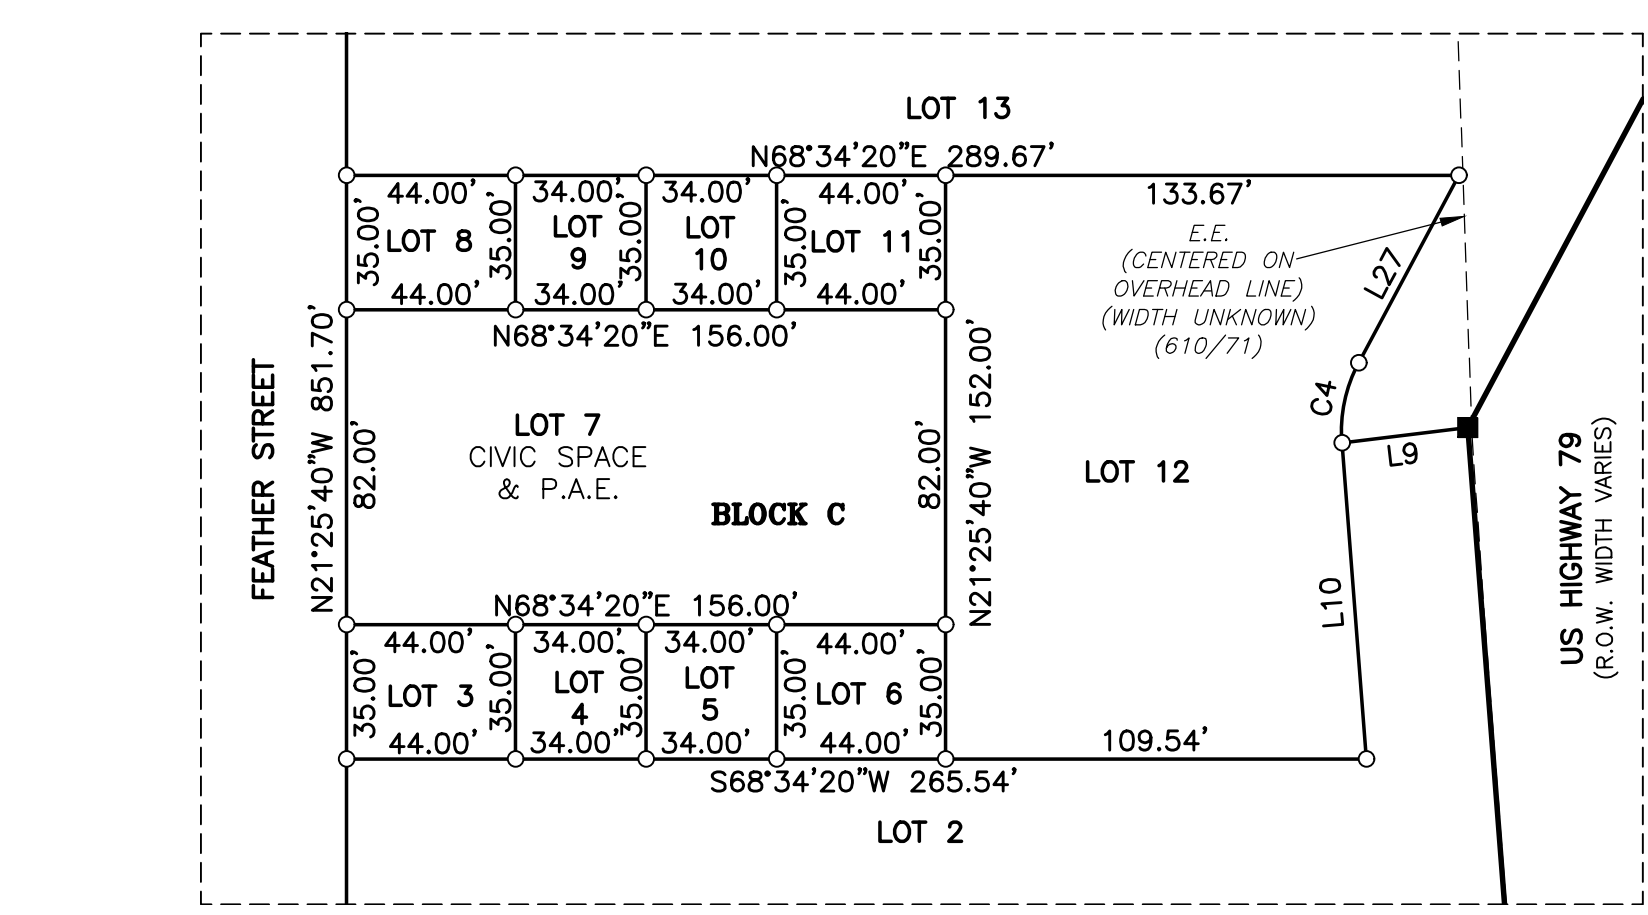 LOT 13
N68°34'20"E 289.67'
44.00'
34.00'
34.00'
44.00'
133.67'
35.00'
LOT 8
35.00'
LOT
9
35.00'
LOT
10
35.00'
LOT 11
35.00'
44.00'
34.00'
34.00'
44.00'
E.E.
(CENTERED ON
OVERHEAD LINE)
(WIDTH UNKNOWN)
(610/71)
L27
N68°34'20"E 156.00'
FEATHER STREET
N21°25'40"W 851.70'
82.00'
LOT 7
CIVIC SPACE
& P.A.E.
BLOCK C
82.00'
N21°25'40"W 152.00'
LOT 12
C4
L9
L10
US HIGHWAY 79
(R.O.W. WIDTH VARIES)
N68°34'20"E 156.00'
44.00'
34.00'
34.00'
44.00'
35.00'
LOT 3
35.00'
LOT
4
35.00'
LOT
5
35.00'
LOT 6
35.00'
44.00'
34.00'
34.00'
44.00'
109.54'
S68°34'20"W 265.54'
LOT 2